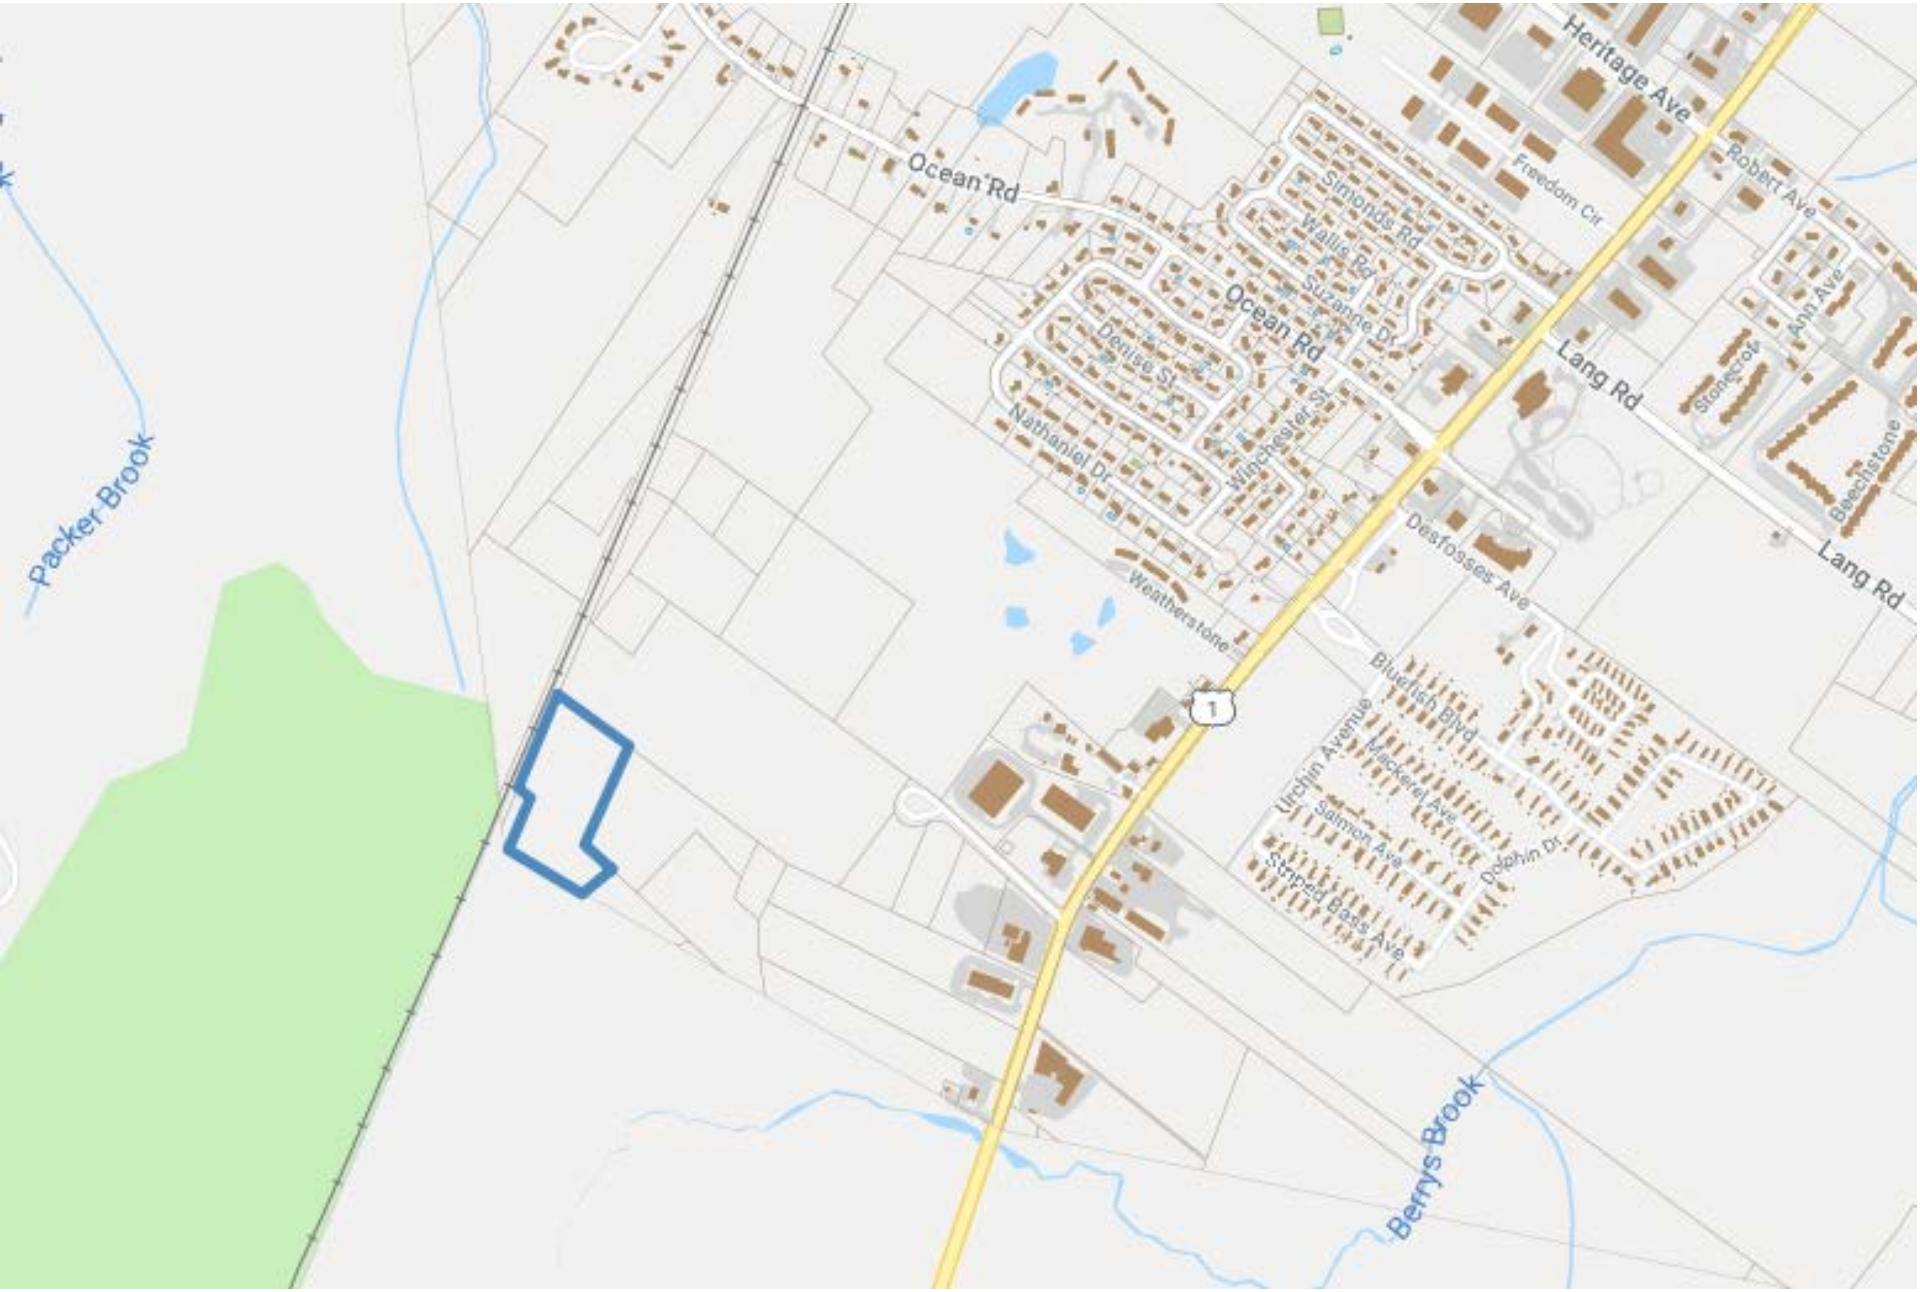 Heritage Ave
Robert Ave
Freedom Cir
Ocean Rd
Simonds Rd
Wallis Rd
Suzanne Dr
Ann Ave
Ocean Rd
Denise St
Lang Rd
Stonecroft
Nathaniel Dr
Winchester St
Beechstone
Packer Brook
Desfosses Ave
Lang Rd
Weatherstone
Bluefish Blvd
1
Urchin Avenue
Mackerel Ave
Salmon Ave
Dolphin Dr
Striped Bass Ave
Berrys Brook